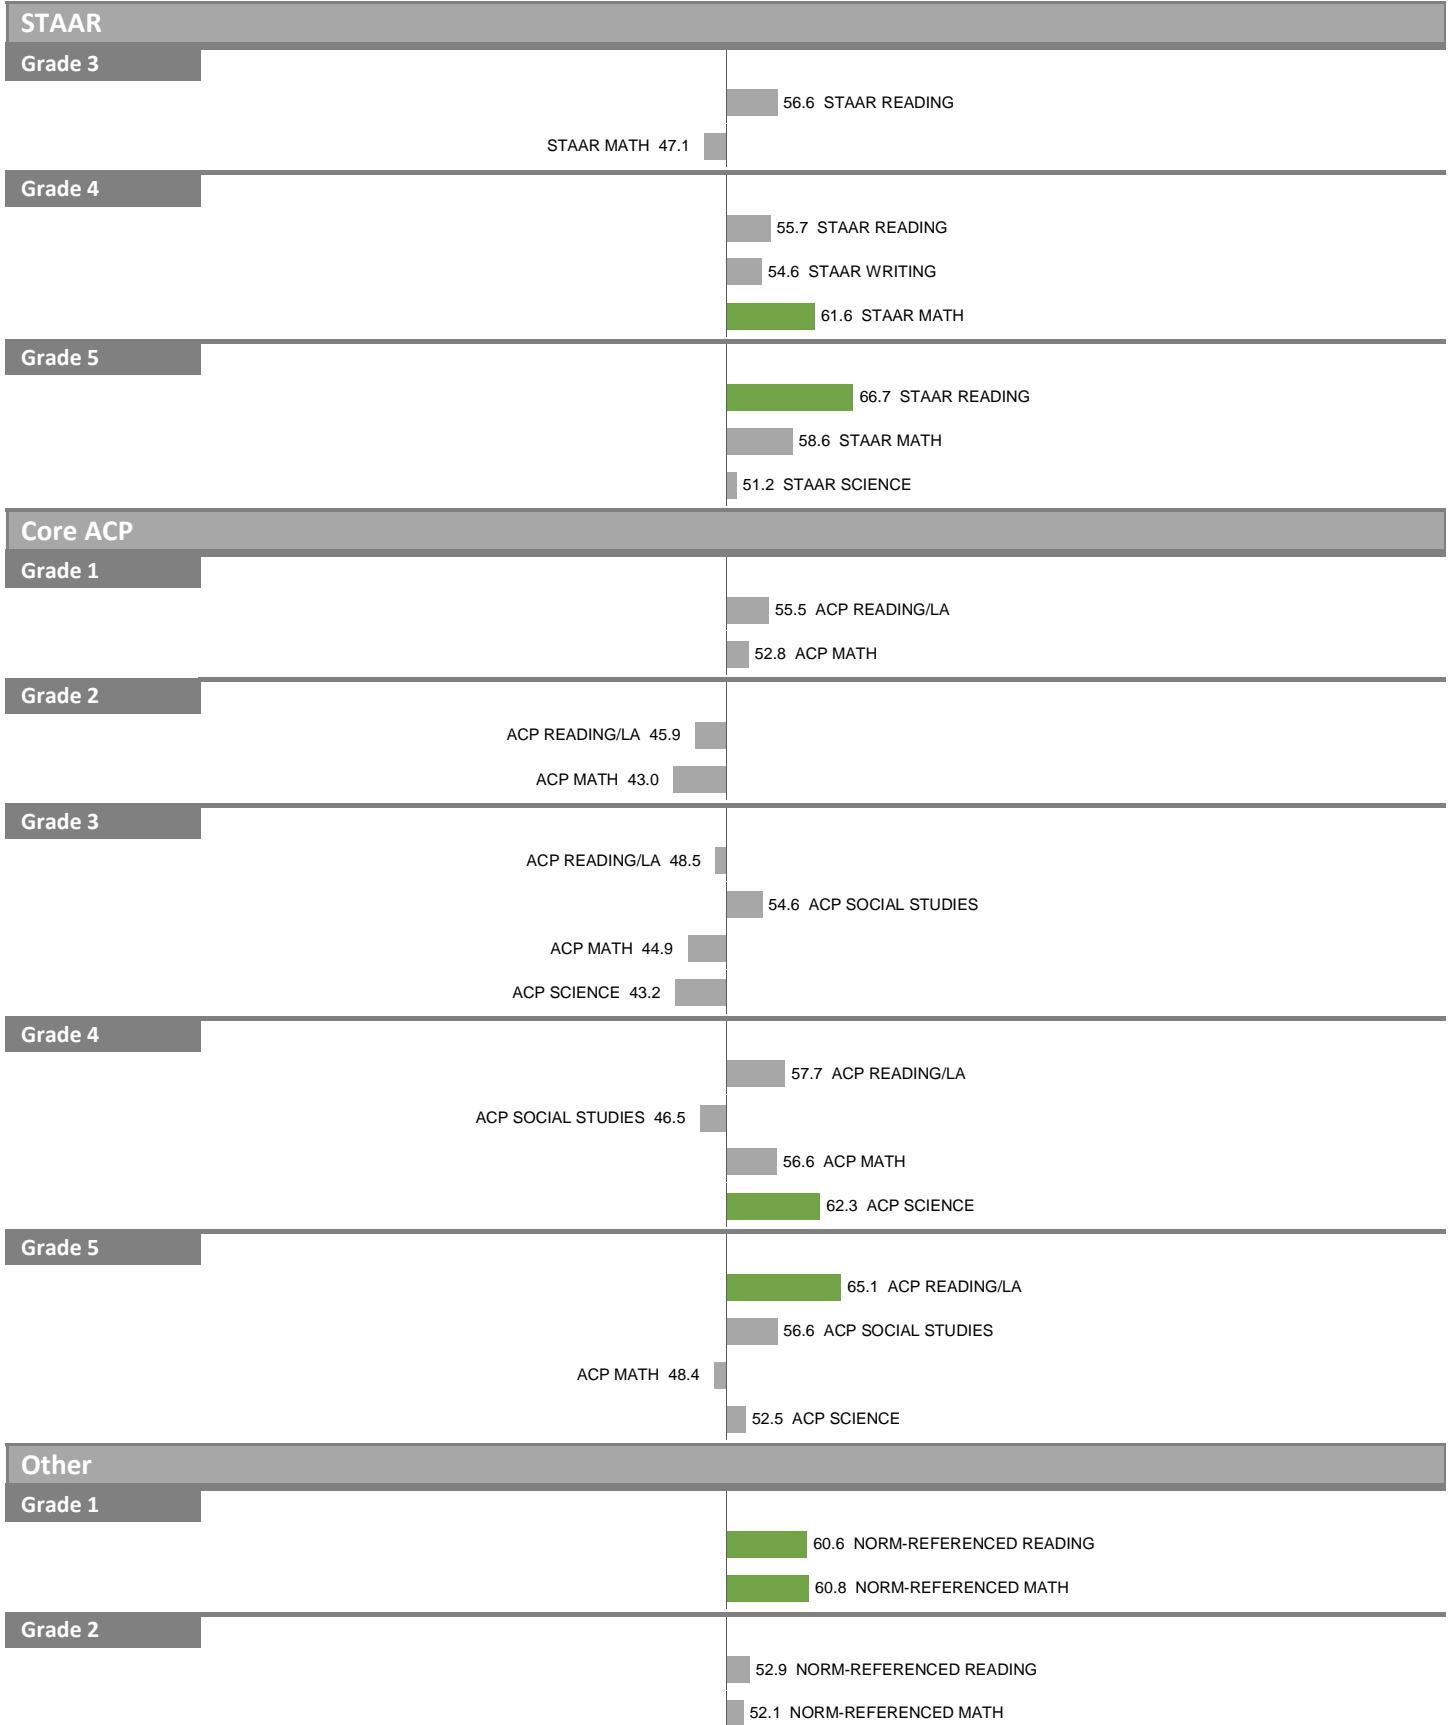 STAAR
Grade 3
56.6 STAAR READING
STAAR MATH 47.1
Grade 4
55.7 STAAR READING
54.6 STAAR WRITING
61.6 STAAR MATH
Grade 5
66.7 STAAR READING
58.6 STAAR MATH
51.2 STAAR SCIENCE
Core ACP
Grade 1
55.5 ACP READING/LA
52.8 ACP MATH
Grade 2
ACP READING/LA 45.9
ACP MATH 43.0
Grade 3
ACP READING/LA 48.5
54.6 ACP SOCIAL STUDIES
ACP MATH 44.9
ACP SCIENCE 43.2
Grade 4
57.7 ACP READING/LA
ACP SOCIAL STUDIES 46.5
56.6 ACP MATH
62.3 ACP SCIENCE
Grade 5
65.1 ACP READING/LA
56.6 ACP SOCIAL STUDIES
ACP MATH 48.4
52.5 ACP SCIENCE
Other
Grade 1
60.6 NORM-REFERENCED READING
60.8 NORM-REFERENCED MATH
Grade 2
52.9 NORM-REFERENCED READING
52.1 NORM-REFERENCED MATH